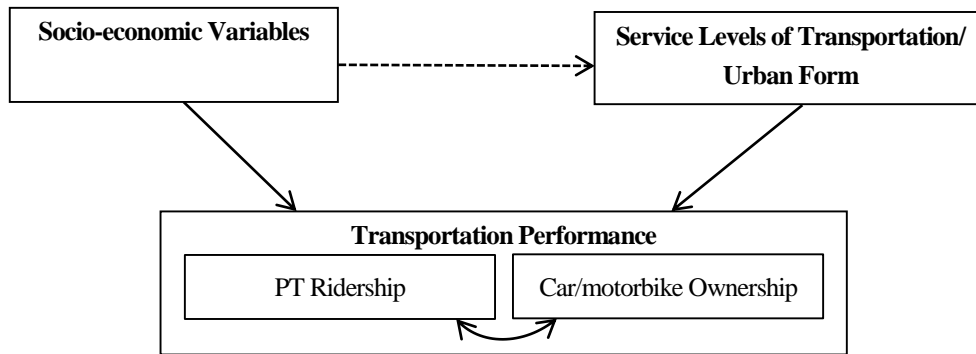 Socio-economic Variables
Service Levels of Transportation/
Urban Form
Transportation Performance
PT Ridership
Car/motorbike Ownership